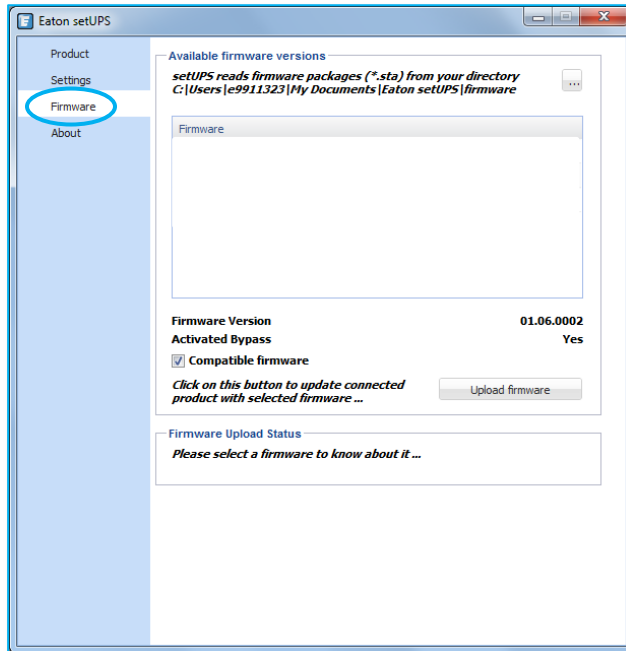 Eaton setUPS
Product
Settings
Firmware
About
Available firmware versions
setUPS reads firmware packages (*.sta) from your directory
C:|Users|e9911323|My Documents|Eaton setUPS|firmware
...
Firmware
Firmware Version 01.06.0002
Activated Bypass Yes
Compatible firmware
Click on this button to update connected
product with selected firmware ...
Upload firmware
Firmware Upload Status
Please select a firmware to know about it ...